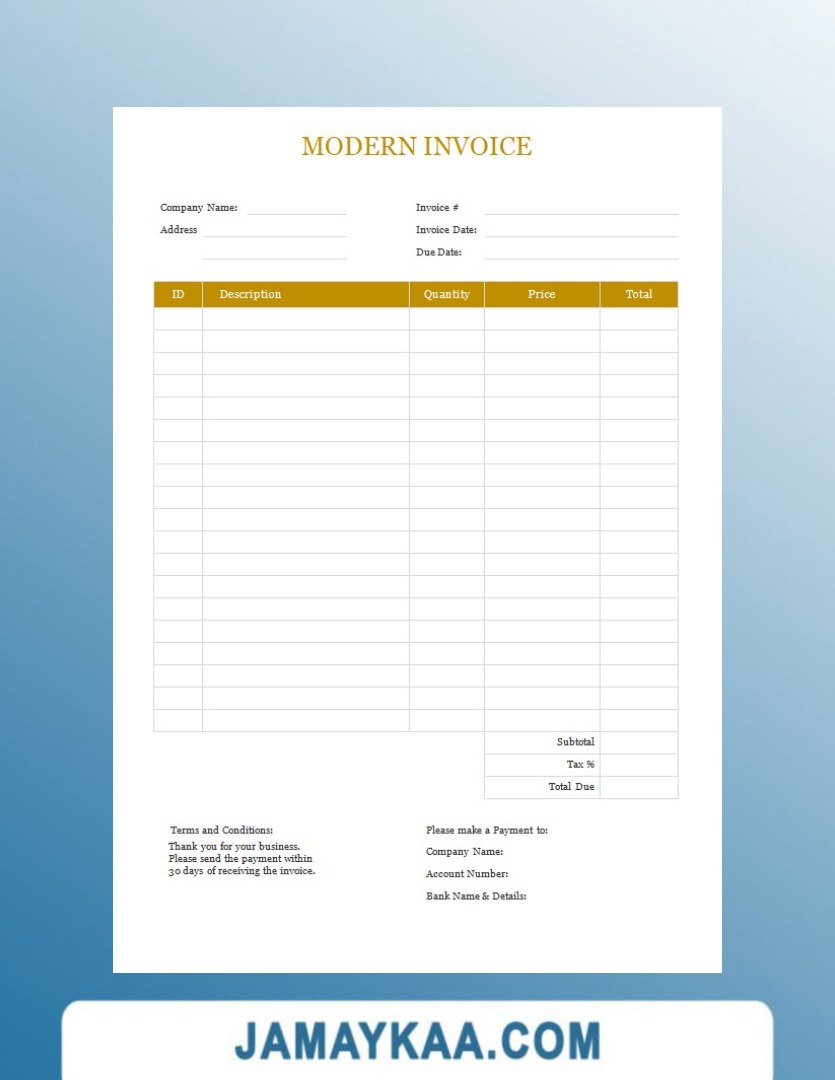 MODERN INVOICE
Company Name:
Invoice #
Address
Invoice Date:
Due Date:
ID Description Quantity Price Total
Subtotal
Tax %
Total Due
Terms and Conditions:
Thank you for your business.
Please send the payment within
30 days of receiving the invoice.
Please make a Payment to:
Company Name:
Account Number:
Bank Name & Details:
JAMAYKAA.COM